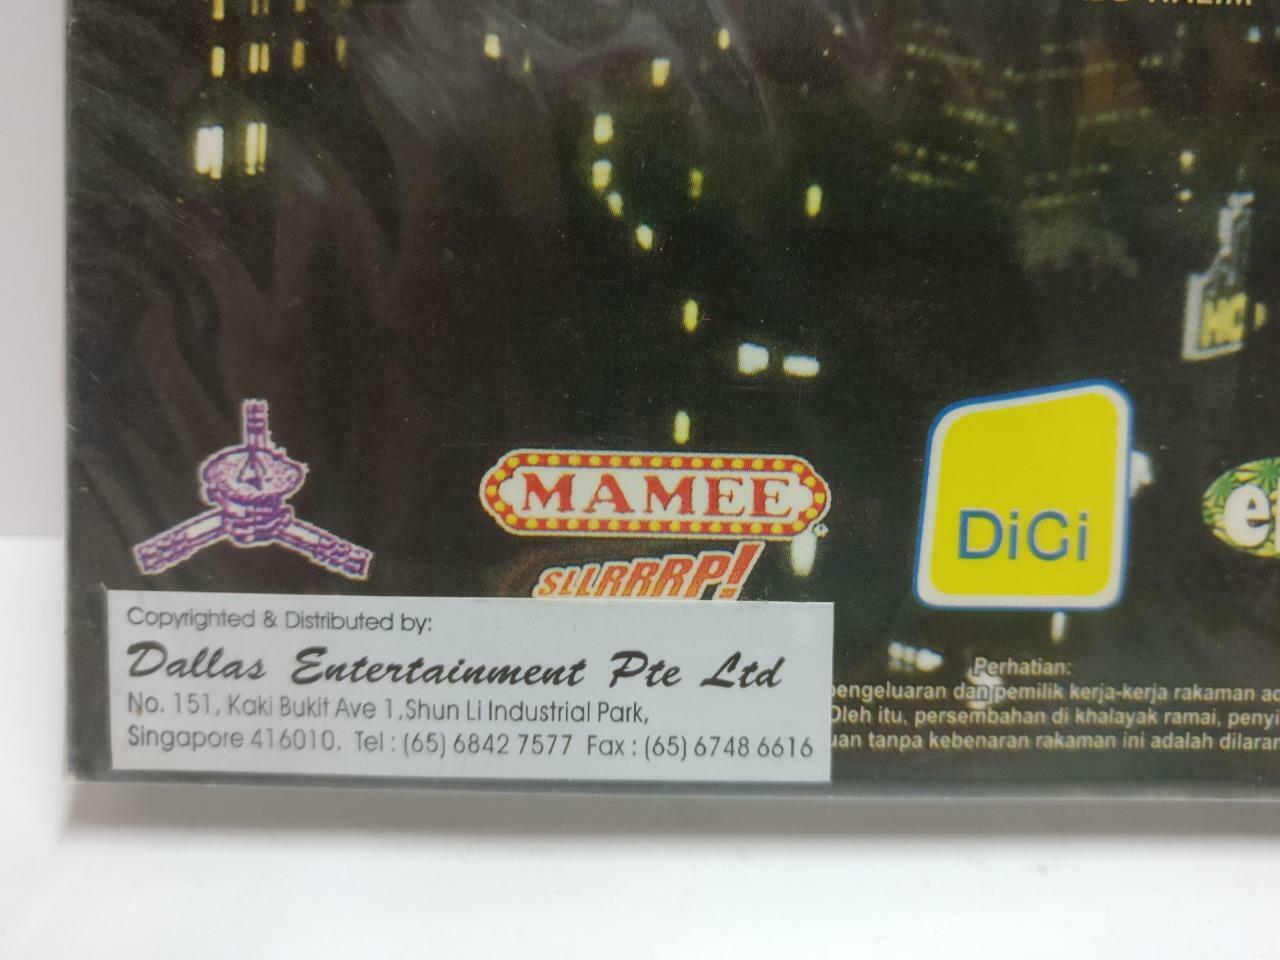 MAMEE
SLLRRRP!
DiGi
Copyrighted & Distributed by:
Dallas Entertainment Pte Ltd
No. 151, Kaki Bukit Ave 1, Shun Li Industrial Park,
Singapore 416010. Tel : (65) 6842 7577 Fax : (65) 6748 6616
Perhatian:
pengeluaran dan pemilik kerja-kerja rakaman
Oleh itu, persembahan di khalayak ramai,
tanpa kebenaran rakaman ini adalah